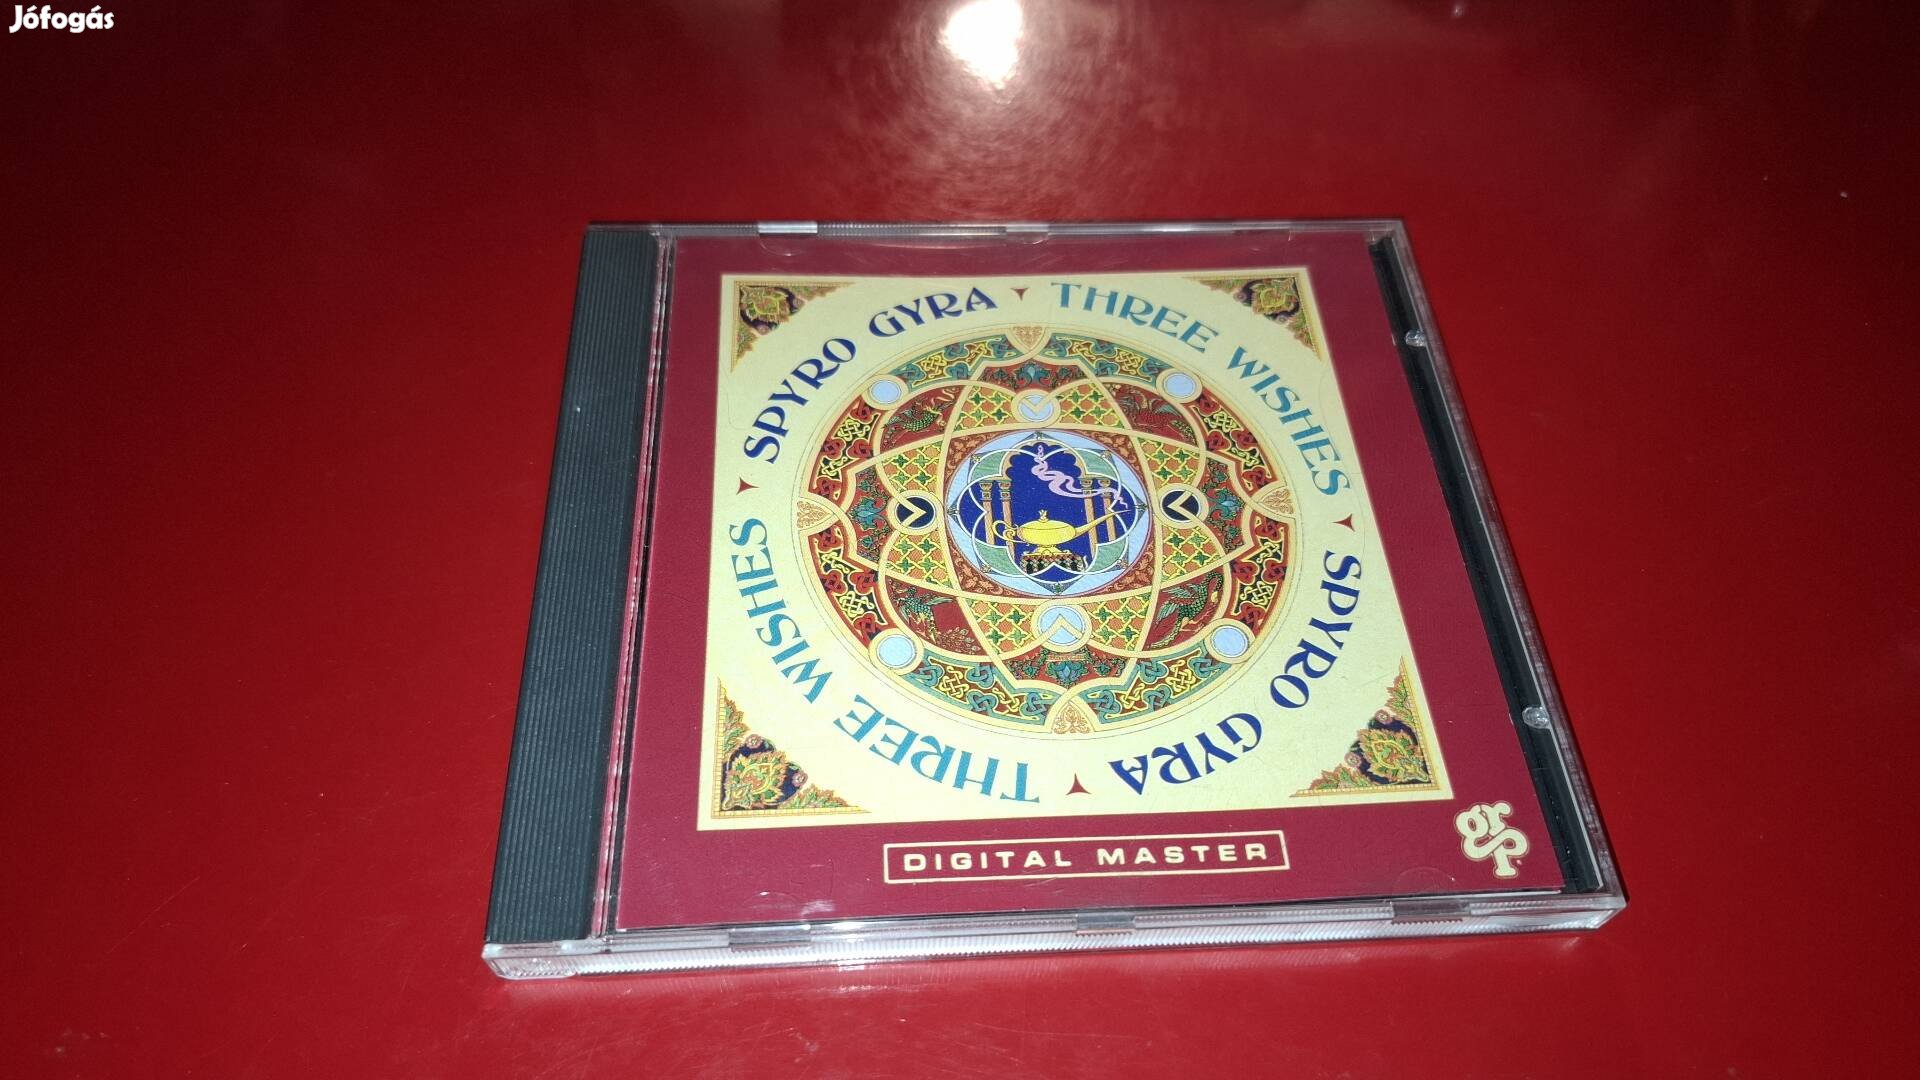 Jófogás
SPYRO GYRA
THREE WISHES
SPYRO GYRA
THREE WISHES
DIGITAL MASTER
grp